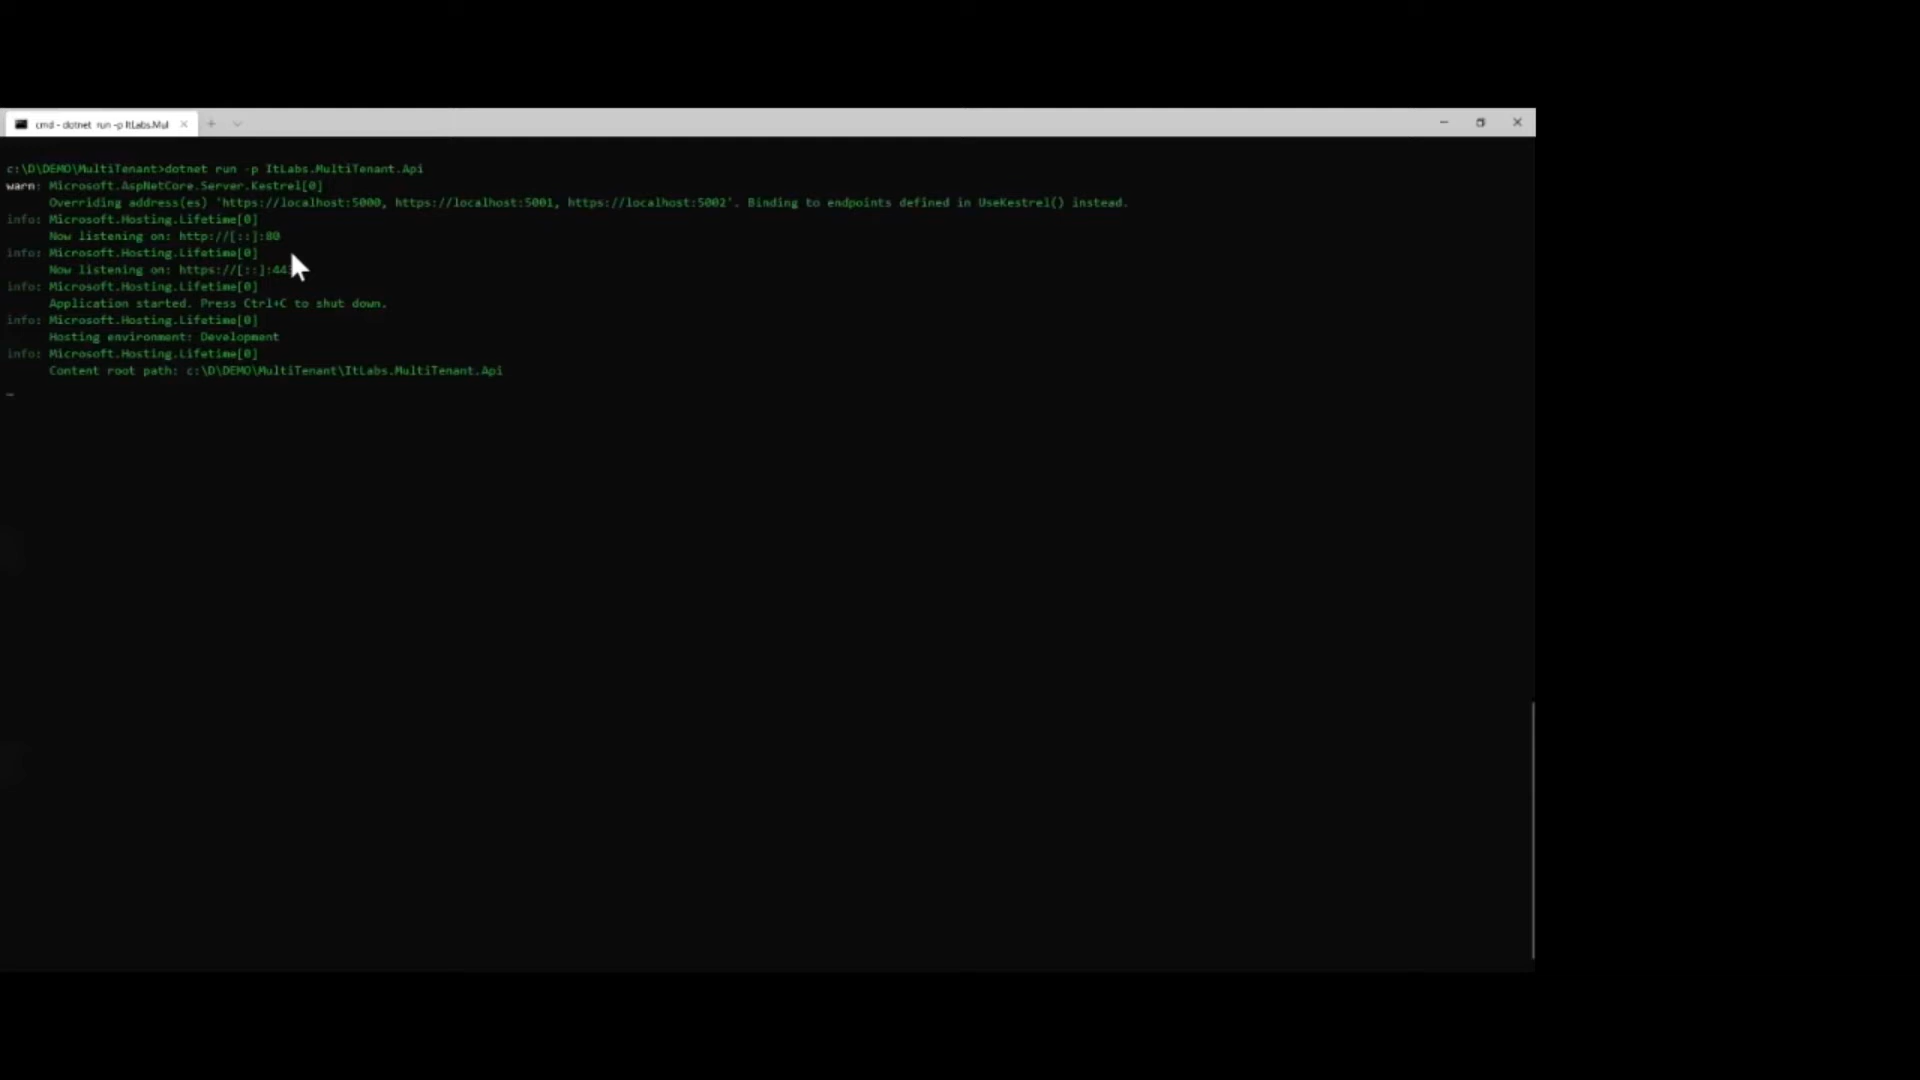 cmd - dotnet run -p ItLabs.Mul
c:\D\DEMO\MultiTenant>dotnet run -p ItLabs.MultiTenant.Api
warn: Microsoft.AspNetCore.Server.Kestrel[0]
Overriding address(es) 'https://localhost:5000, https://localhost:5001, https://localhost:5002'. Binding to endpoints defined in UseKestrel() instead.
info: Microsoft.Hosting.Lifetime[0]
Now listening on: http://[::]:80
info: Microsoft.Hosting.Lifetime[0]
Now listening on: https://[::]:44
info: Microsoft.Hosting.Lifetime[0]
Application started. Press Ctrl+C to shut down.
info: Microsoft.Hosting.Lifetime[0]
Hosting environment: Development
info: Microsoft.Hosting.Lifetime[0]
Content root path: c:\D\DEMO\MultiTenant\ItLabs.MultiTenant.Api